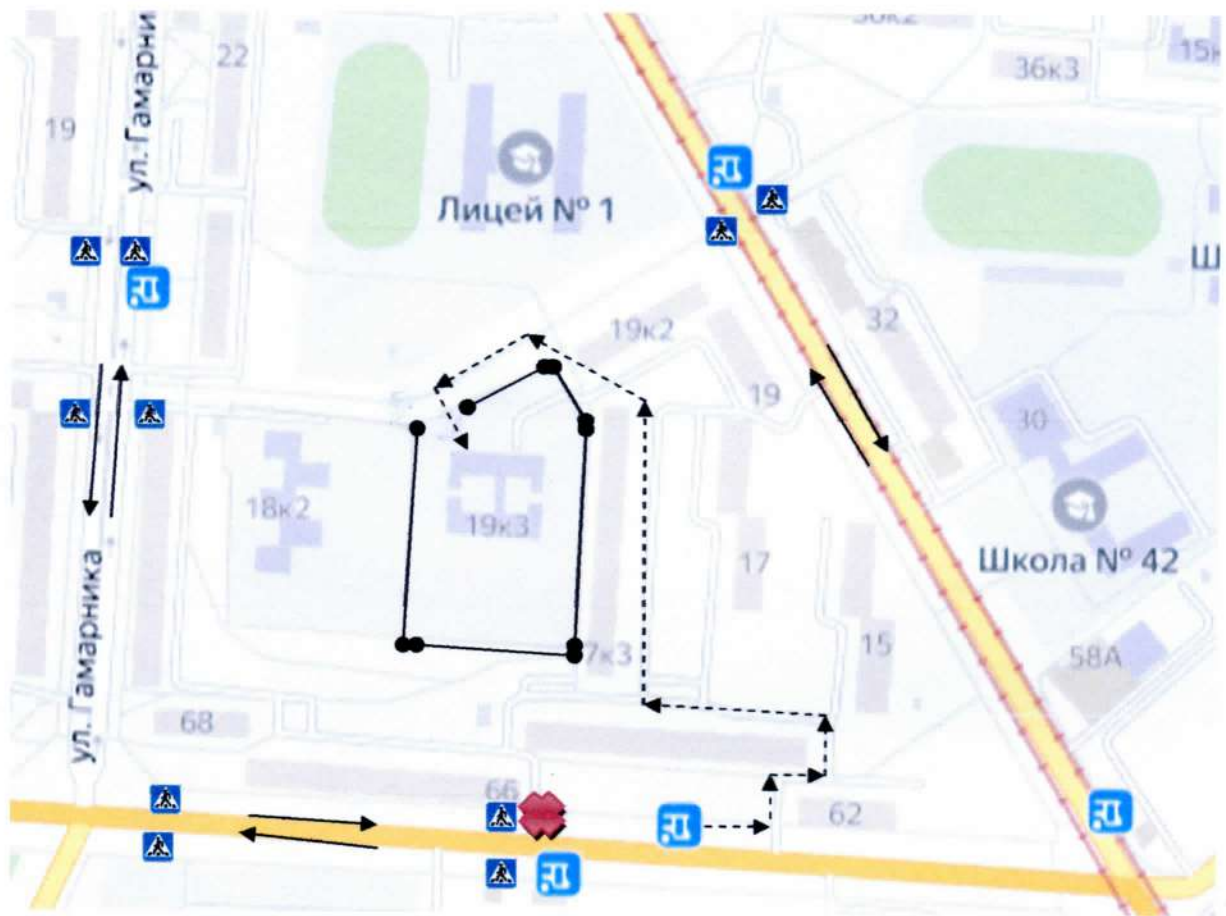 ул. Гамарни
22
30к2
36к3
15к
19
Лицей № 1
Ш
19к2
32
19
30
18к2
19к3
17
Школа № 42
ул. Гамарника
7к3
15
58А
68
66
62